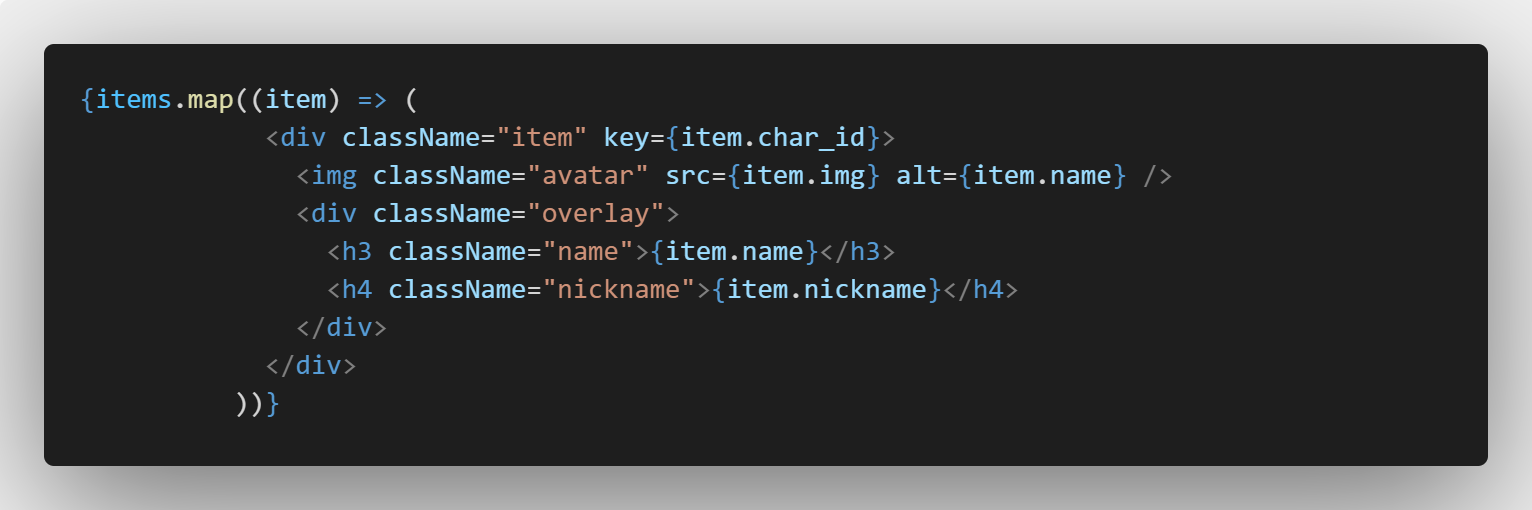 {items.map((item) => (
            <div className="item" key={item.char_id}>
              <img className="avatar" src={item.img} alt={item.name} />
              <div className="overlay">
                <h3 className="name">{item.name}</h3>
                <h4 className="nickname">{item.nickname}</h4>
              </div>
            </div>
          ))}